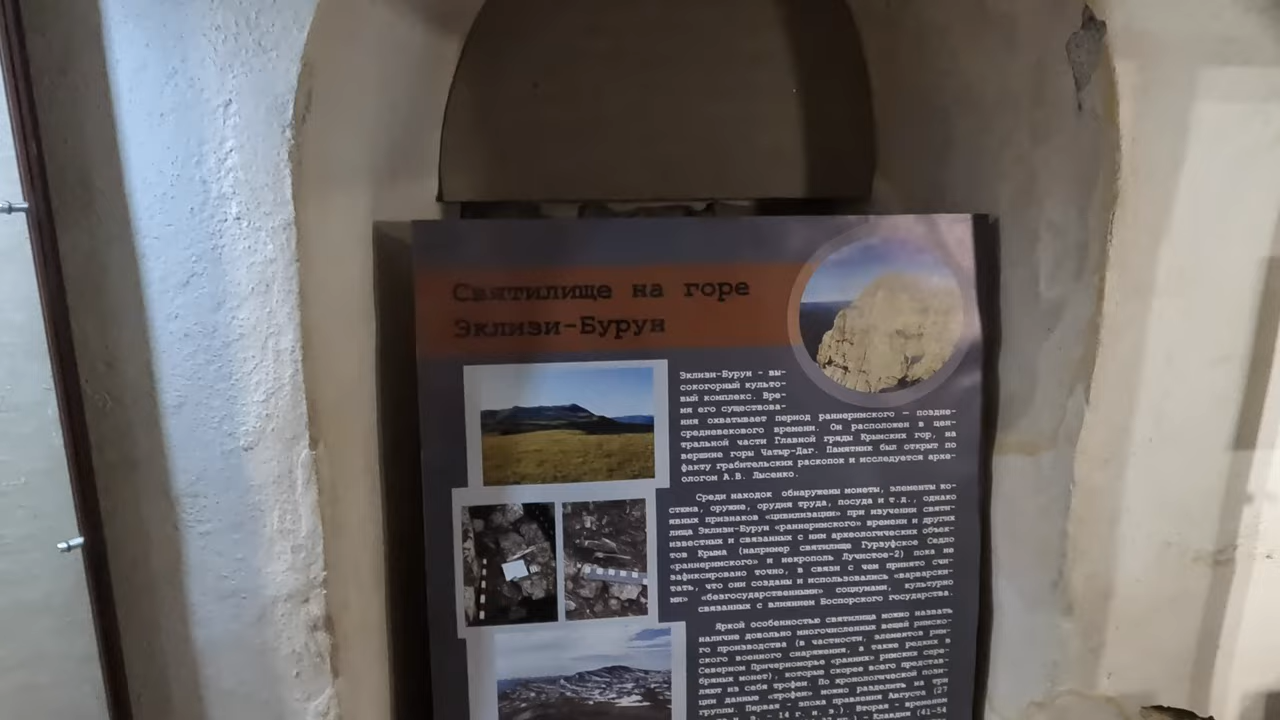 Святилище на горе
Эклизи-Бурун
Эклизи-Бурун – вы-
сокогорный культо-
вый комплекс. Вре-
мя его существова-
ния охватывает период раннеримского – поздне-
средневекового времени. Он расположен в цен-
тральной части Главной гряды Крымских гор, на
вершине горы Чатыр-Даг. Памятник был открыт по
факту грабительских раскопок и исследуется архе-
ологом А.В. Лысенко.
Среди находок обнаружены монеты, элементы ко-
стюма, оружие, орудия труда, посуда и т.д., однако
явных признаков «цивилизации» при изучении святи-
лища Эклизи-Бурун «раннеримского» времени и других
известных и связанных с ним археологических объек-
тов Крыма (например святилище Гурзуфское Седло
«раннеримского» и некрополь Лучистое-2) пока не
зафиксировано точно, в связи с чем принято счи-
тать, что они созданы и использовались «варварски-
ми» «безгосударственными» социумами, культурно
связанных с влиянием Боспорского государства.
Яркой особенностью святилища можно назвать
наличие довольно многочисленных вещей римско-
го производства (в частности, элементов рим-
ского военного снаряжения, а также редких в
Северном Причерноморье «ранних» римских сере-
бряных монет), которые скорее всего представ-
ляют из себя трофеи. По хронологической пози-
ции данные «трофеи» можно разделить на три
группы. Первая – эпоха правления Августа (27
н. э. – 14 г. н. э.). Вторая – временем
– Клавдия (41-54